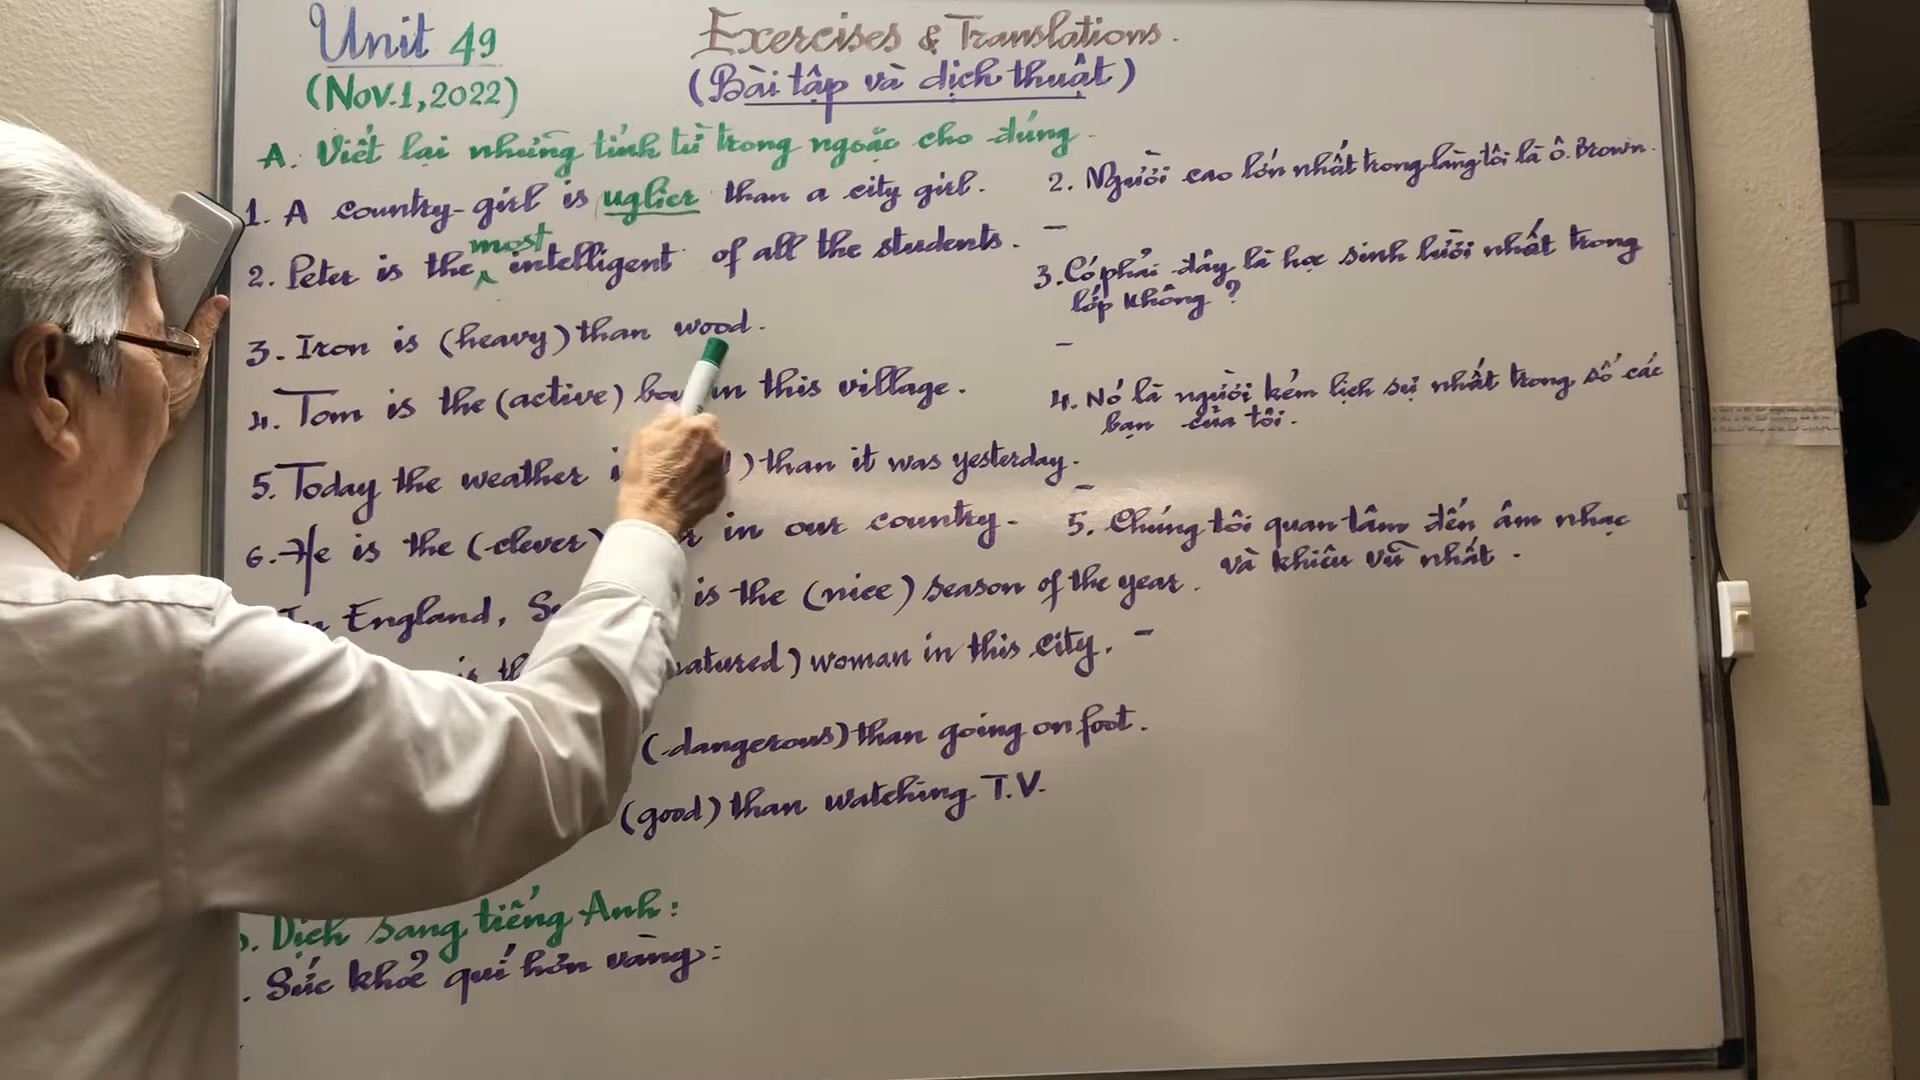 Unit 49
(Nov.1,2022)
Exercises & Translations.
(Bài tập và dịch thuật)
A. Viết lại những tính từ trong ngoặc cho đúng.
1. A country-girl is uglier than a city girl.
2. Peter is the most intelligent of all the students.
3. Iron is (heavy) than wood.
4. Tom is the (active) in this village.
5. Today the weather than it was yesterday.
6. He is the (clever) in our country.
England, is the (nice) season of the year.
is woman in this city.
(dangerous) than going on foot.
(good) than watching T.V.
Dịch sang tiếng Anh:
. Sức khoẻ quí hơn vàng:
2. Người cao lớn nhất trong làng tôi là ô. Brown.
-
3. Có phải đây là học sinh lười nhất trong
lớp không?
-
4. Nó là người kém lịch sự nhất trong số các
bạn của tôi.
-
5. Chúng tôi quan tâm đến âm nhạc
và khiêu vũ nhất.
-